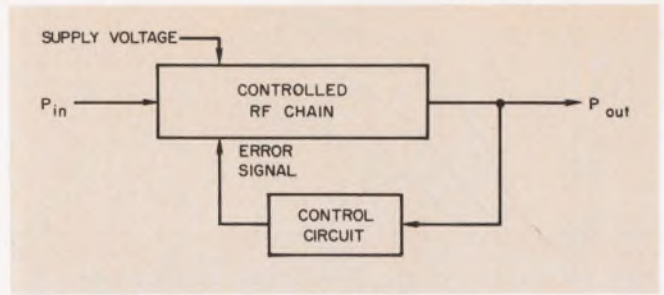 SUPPLY VOLTAGE
CONTROLLED
RF CHAIN
P in
P out
ERROR
SIGNAL
CONTROL
CIRCUIT